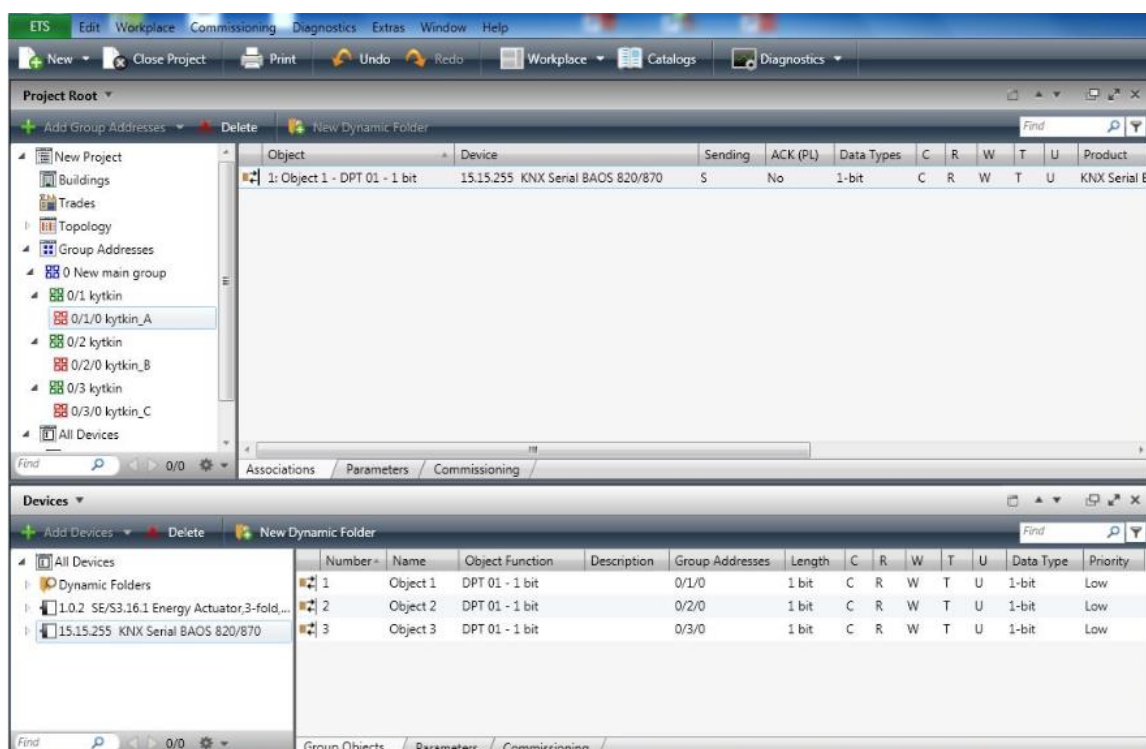 ETS Edit Workplace Commissioning Diagnostics Extras Window Help
New Close Project Print Undo Redo Workplace Catalogs Diagnostics
Project Root
Add Group Addresses Delete New Dynamic Folder Find
New Project
Buildings
Trades
Topology
Group Addresses
0 New main group
0/1 kytkin
0/1/0 kytkin_A
0/2 kytkin
0/2/0 kytkin_B
0/3 kytkin
0/3/0 kytkin_C
All Devices
Find 0/0
Object Device Sending ACK (PL) Data Types C R W T U Product
1: Object 1 - DPT 01 - 1 bit 15.15.255 KNX Serial BAOS 820/870 S No 1-bit C R W T U KNX Serial
Associations Parameters Commissioning
Devices
Add Devices Delete New Dynamic Folder Find
All Devices
Dynamic Folders
1.0.2 SE/S3.16.1 Energy Actuator,3-fold,...
15.15.255 KNX Serial BAOS 820/870
Find 0/0
Number Name Object Function Description Group Addresses Length C R W T U Data Type Priority
1 Object 1 DPT 01 - 1 bit 0/1/0 1 bit C R W T U 1-bit Low
2 Object 2 DPT 01 - 1 bit 0/2/0 1 bit C R W T U 1-bit Low
3 Object 3 DPT 01 - 1 bit 0/3/0 1 bit C R W T U 1-bit Low
Group Objects Parameters Commissioning